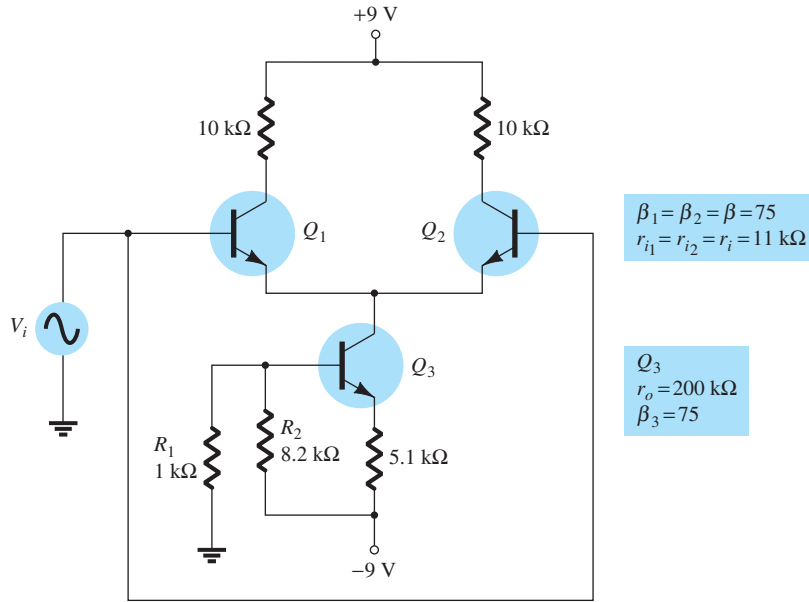 +9 V
10 kΩ
10 kΩ
Q1
Q2
β1 = β2 = β = 75
ri1 = ri2 = ri = 11 kΩ
Vi
Q3
Q3
ro = 200 kΩ
β3 = 75
R1
1 kΩ
R2
8.2 kΩ
5.1 kΩ
−9 V